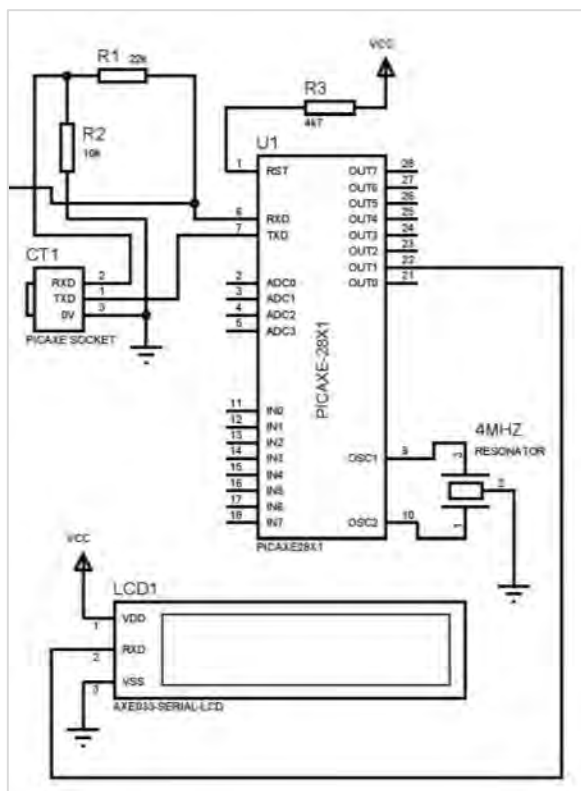 R1 22k
VCC
R3
4k7
R2
10k
U1
1 RST
6 RXD
7 TXD
2 ADC0
3 ADC1
4 ADC2
5 ADC3
11 IN0
12 IN1
13 IN2
14 IN3
15 IN4
16 IN5
17 IN6
18 IN7
OUT7 28
OUT6 27
OUT5 26
OUT4 25
OUT3 24
OUT2 23
OUT1 22
OUT0 21
OSC1 9
OSC2 10
PICAXE-28X1
PICAXE28X1
CT1
RXD 2
TXD 1
0V 3
PICAXE SOCKET
4MHZ
RESONATOR
3
2
1
VCC
LCD1
1 VDD
2 RXD
3 VSS
AXE033-SERIAL-LCD